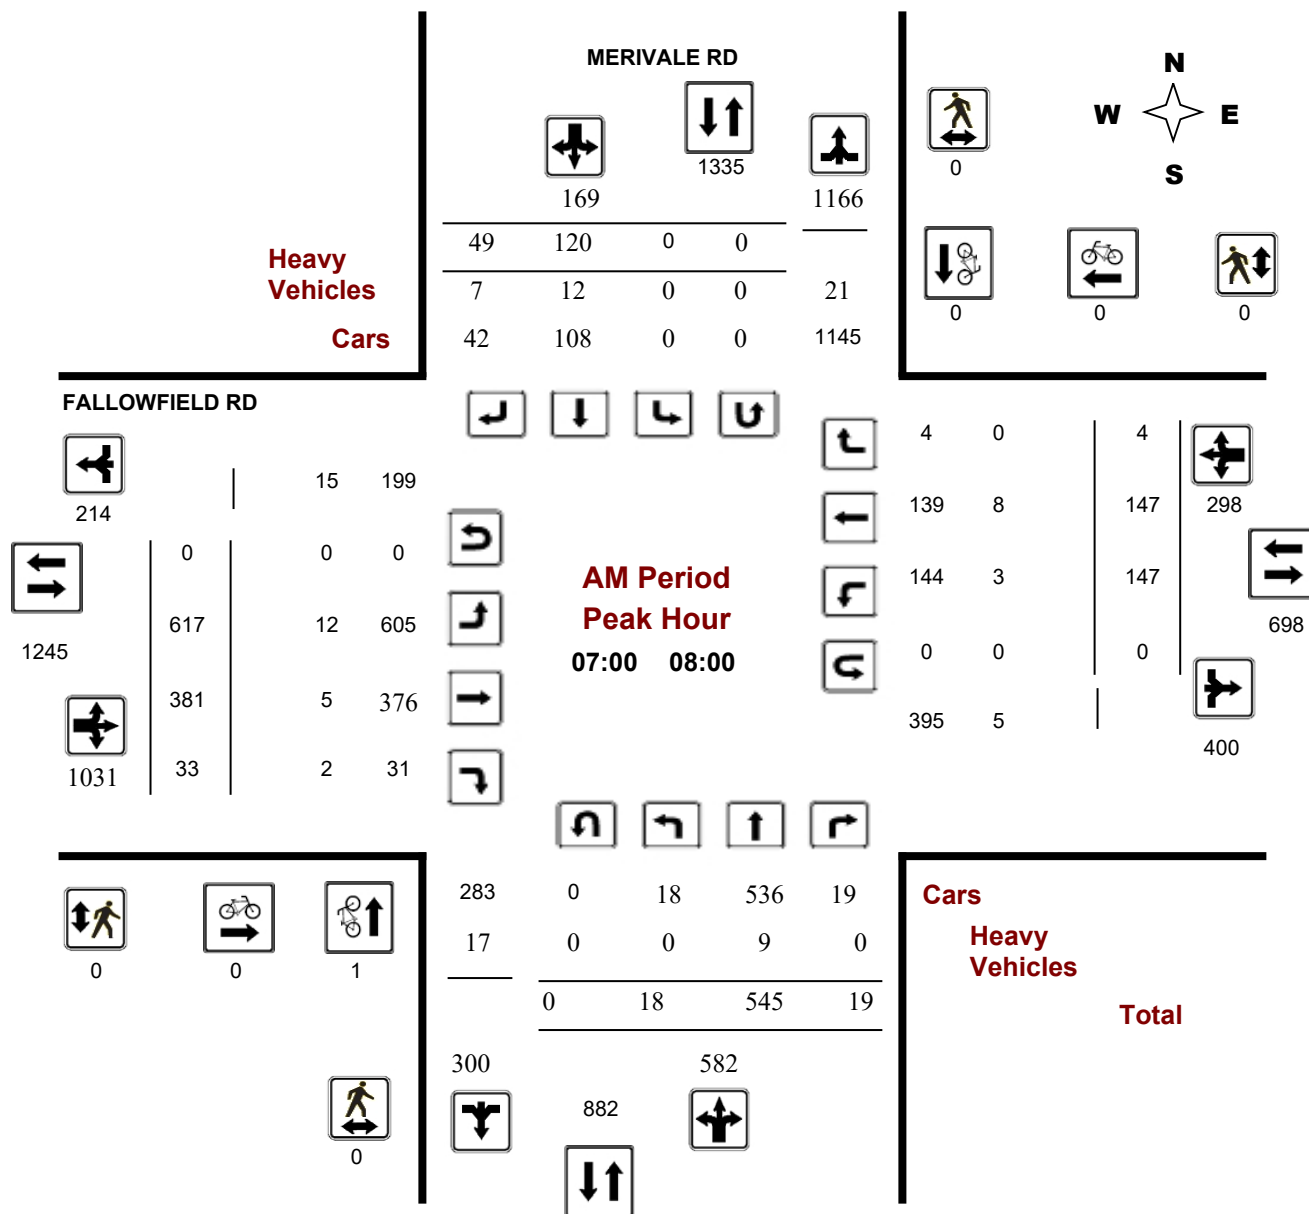 MERIVALE RD
N
W E
S
1335
0
169 1166
49 120 0 0
Heavy
Vehicles
7 12 0 0 21
0 0 0
Cars 42 108 0 0 1145
FALLOWFIELD RD
4 0 4
15 199
214
139 8 147 298
0 0 0
AM Period
144 3 147
Peak Hour
617 12 605
698
1245
07:00 08:00
0 0 0
381 5 376
395 5
400
1031 33 2 31
283 0 18 536 19 Cars
17 0 0 9 0 Heavy
Vehicles
0 0 1
0 18 545 19
Total
300 582
882
0